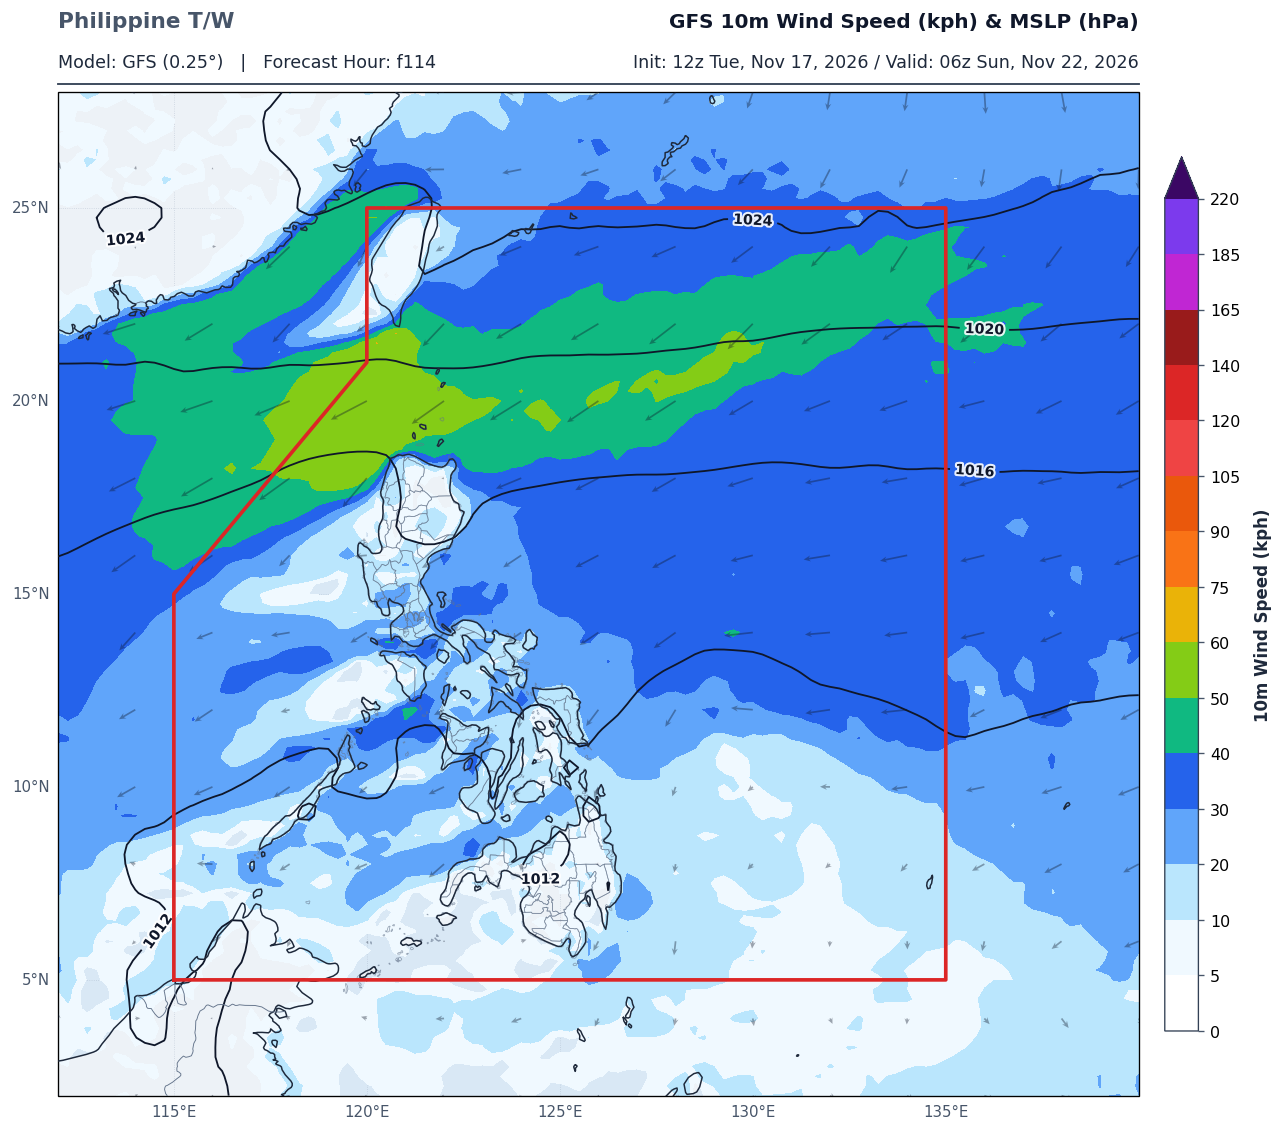 Philippine T/W
GFS 10m Wind Speed (kph) & MSLP (hPa)
Model: GFS (0.25°)   |   Forecast Hour: f114
Init: 12z Tue, Nov 17, 2026 / Valid: 06z Sun, Nov 22, 2026
25°N
20°N
15°N
10°N
5°N
115°E
120°E
125°E
130°E
135°E
1024
1024
1020
1016
1012
1012
220
185
165
140
120
105
90
75
60
50
40
30
20
10
5
0
10m Wind Speed (kph)